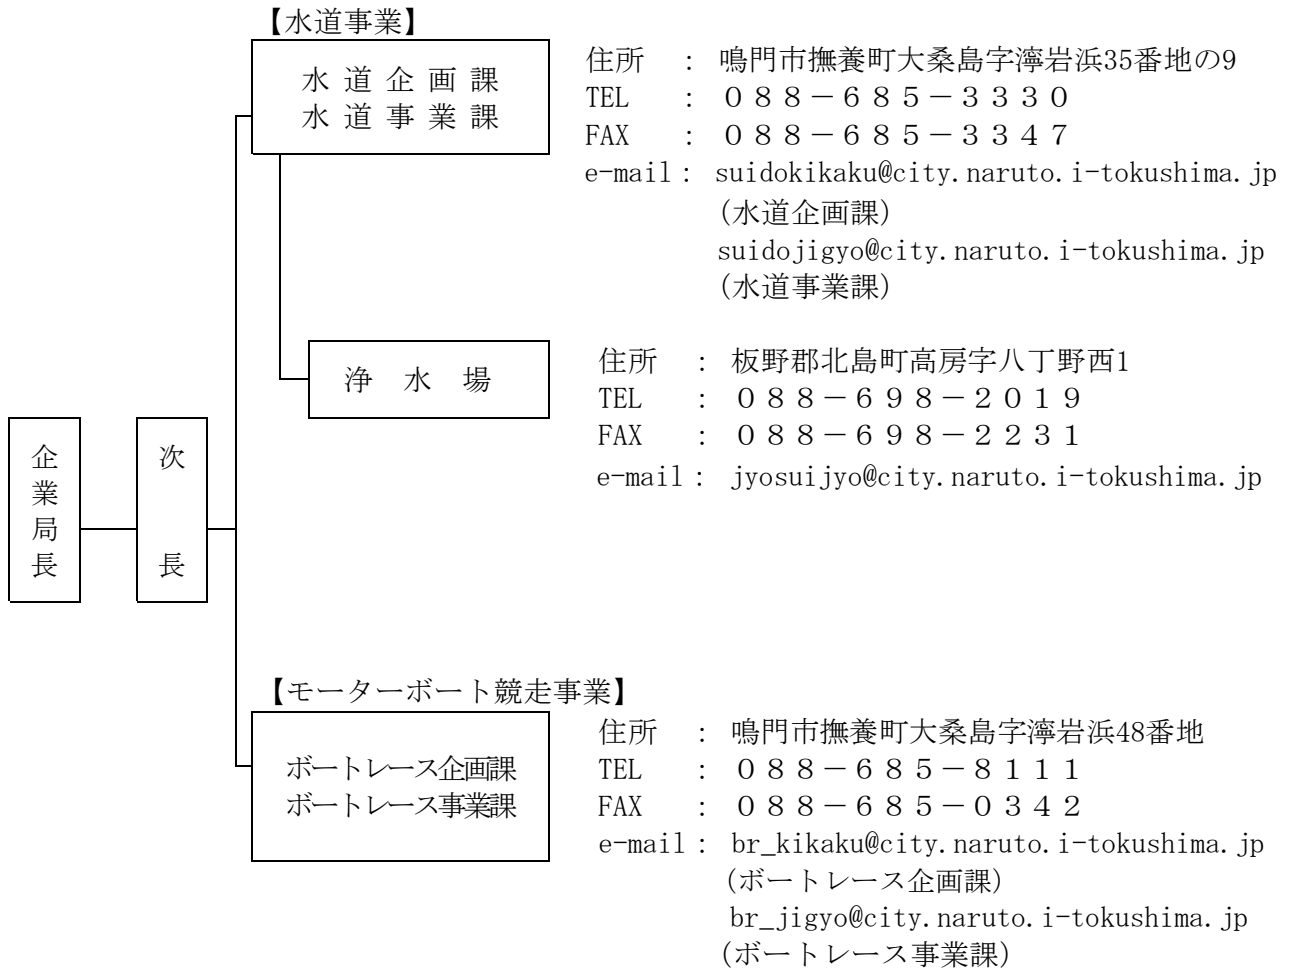 【水道事業】
水道企画課
水道事業課
住所 : 鳴門市撫養町大桑島字濘岩浜35番地の9
TEL : 088－685－3330
FAX : 088－685－3347
e-mail : suidokikaku@city.naruto.i-tokushima.jp
(水道企画課)
suidojigyo@city.naruto.i-tokushima.jp
(水道事業課)
浄水場
住所 : 板野郡北島町高房字八丁野西1
TEL : 088－698－2019
FAX : 088－698－2231
e-mail : jyosuijyo@city.naruto.i-tokushima.jp
企業局長
次長
【モーターボート競走事業】
ボートレース企画課
ボートレース事業課
住所 : 鳴門市撫養町大桑島字濘岩浜48番地
TEL : 088－685－8111
FAX : 088－685－0342
e-mail : br_kikaku@city.naruto.i-tokushima.jp
(ボートレース企画課)
br_jigyo@city.naruto.i-tokushima.jp
(ボートレース事業課)